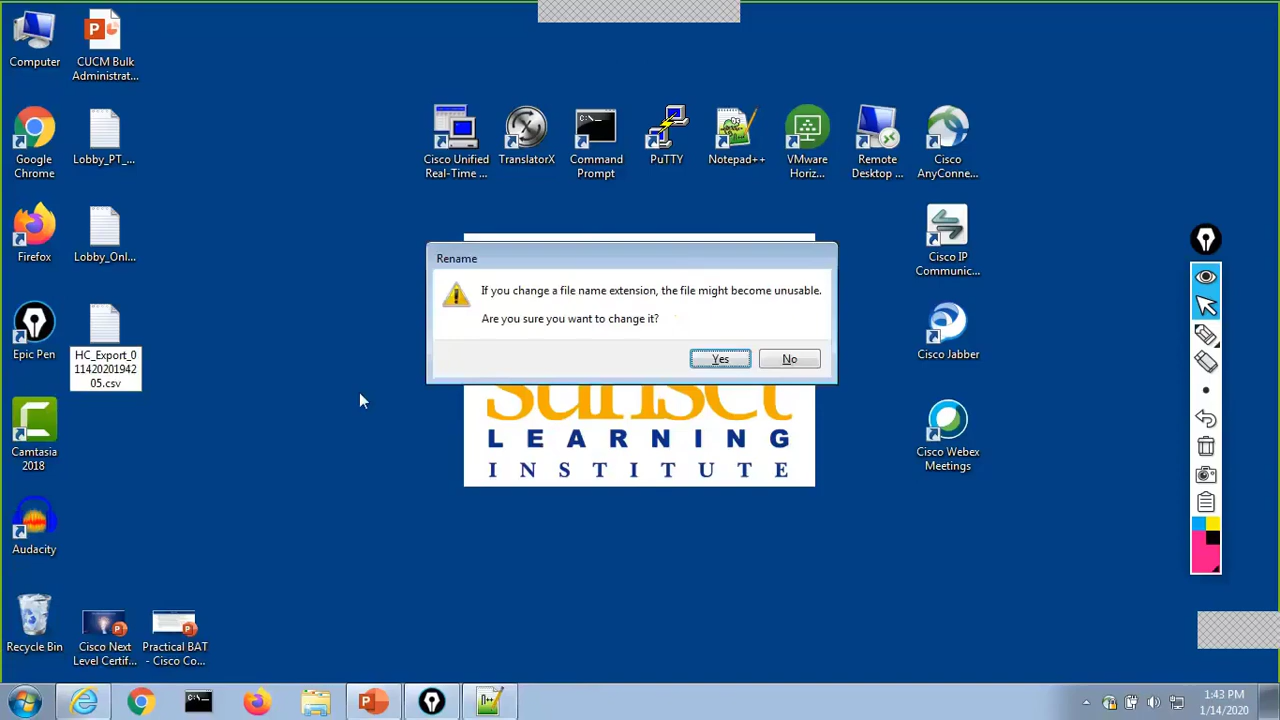 Computer
CUCM Bulk
Administrat...
Google
Chrome
Lobby_PT_...
Firefox
Lobby_Onl...
Epic Pen
HC_Export_0
11420201942
05.csv
Camtasia
2018
Audacity
Recycle Bin
Cisco Next
Level Certif...
Practical BAT
- Cisco Co...
Cisco Unified
Real-Time ...
TranslatorX
Command
Prompt
PuTTY
Notepad++
VMware
Horiz...
Remote
Desktop ...
Cisco
AnyConne...
Cisco IP
Communic...
Cisco Jabber
Cisco Webex
Meetings
Rename
If you change a file name extension, the file might become unusable.
Are you sure you want to change it?
Yes
No
sunset
LEARNING
INSTITUTE
1:43 PM
1/14/2020